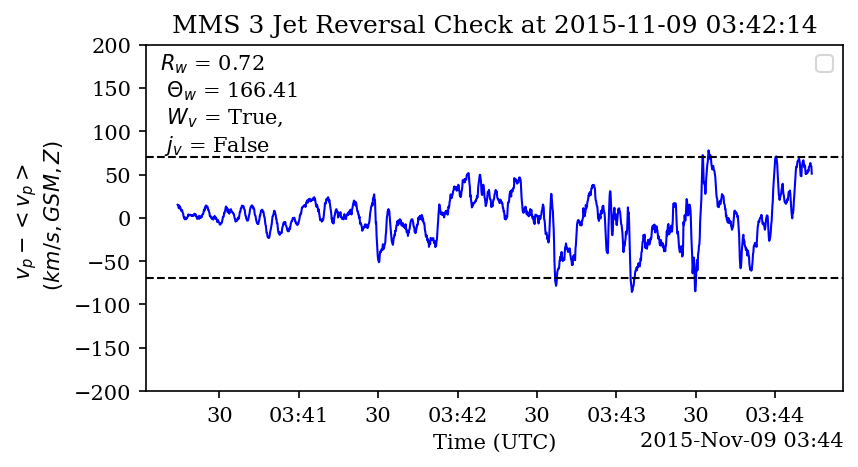 MMS 3 Jet Reversal Check at 2015-11-09 03:42:14
R_w = 0.72
Θ_w = 166.41
W_v = True,
j_v = False
v_p − < v_p >
(km/s, GSM, Z)
200
150
100
50
0
−50
−100
−150
−200
30 03:41 30 03:42 30 03:43 30 03:44
Time (UTC)
2015-Nov-09 03:44